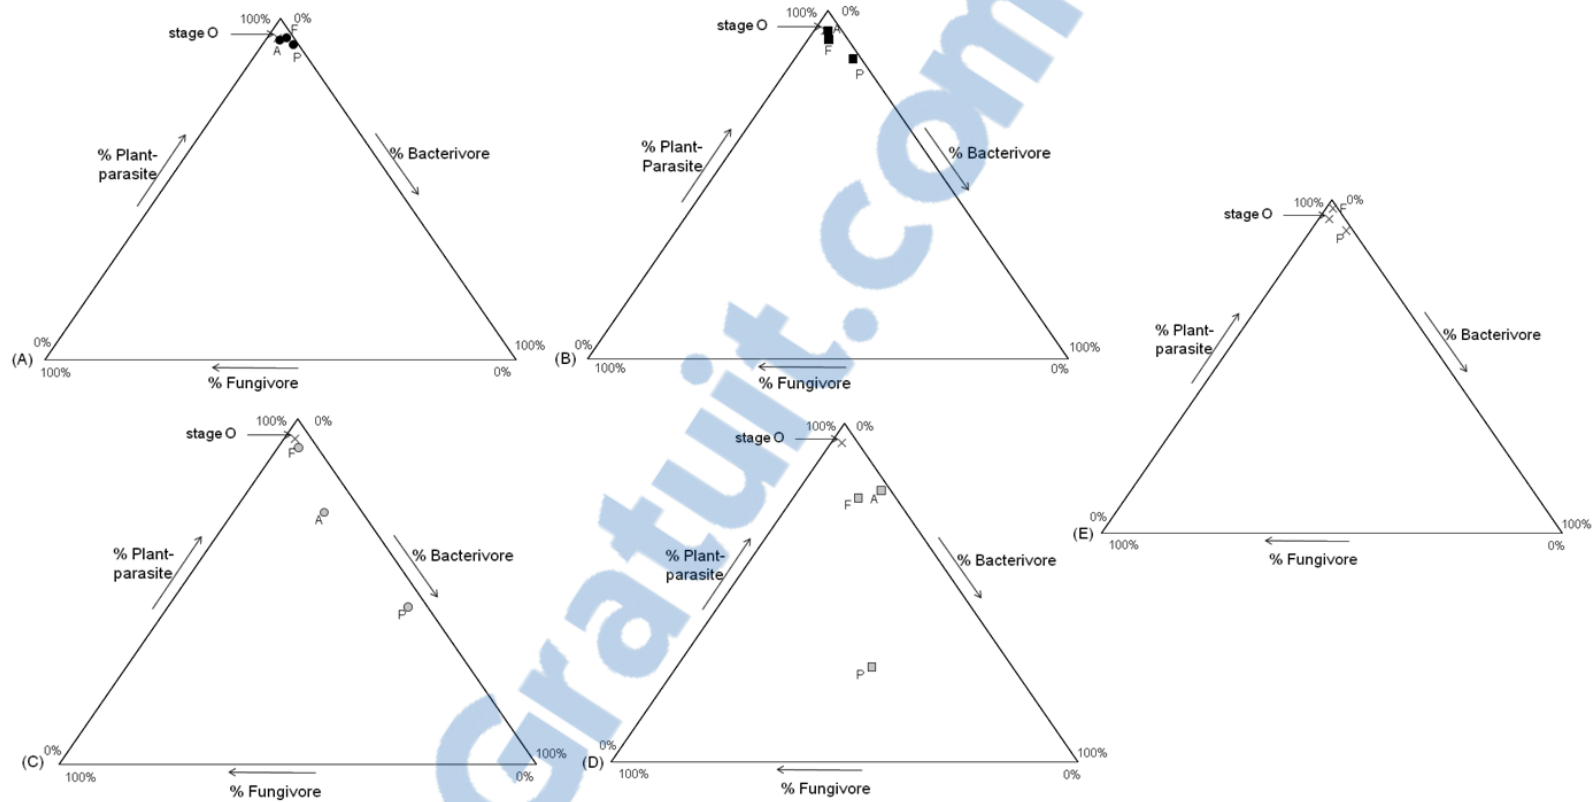 100% 0%
stage O
F
A
P
% Plant-
parasite
% Bacterivore
0%
100%
(A)
100%
0%
% Fungivore
100% 0%
stage O
A
F
P
% Plant-
Parasite
% Bacterivore
0%
100%
(B)
100%
0%
% Fungivore
100% 0%
stage O
F
A
P
% Plant-
parasite
% Bacterivore
0%
100%
(C)
100%
0%
% Fungivore
100% 0%
stage O
F
A
P
% Plant-
parasite
% Bacterivore
0%
100%
(D)
100%
0%
% Fungivore
100% 0%
stage O
F
P
% Plant-
parasite
% Bacterivore
0%
100%
(E)
100%
0%
% Fungivore
Gratuit.com